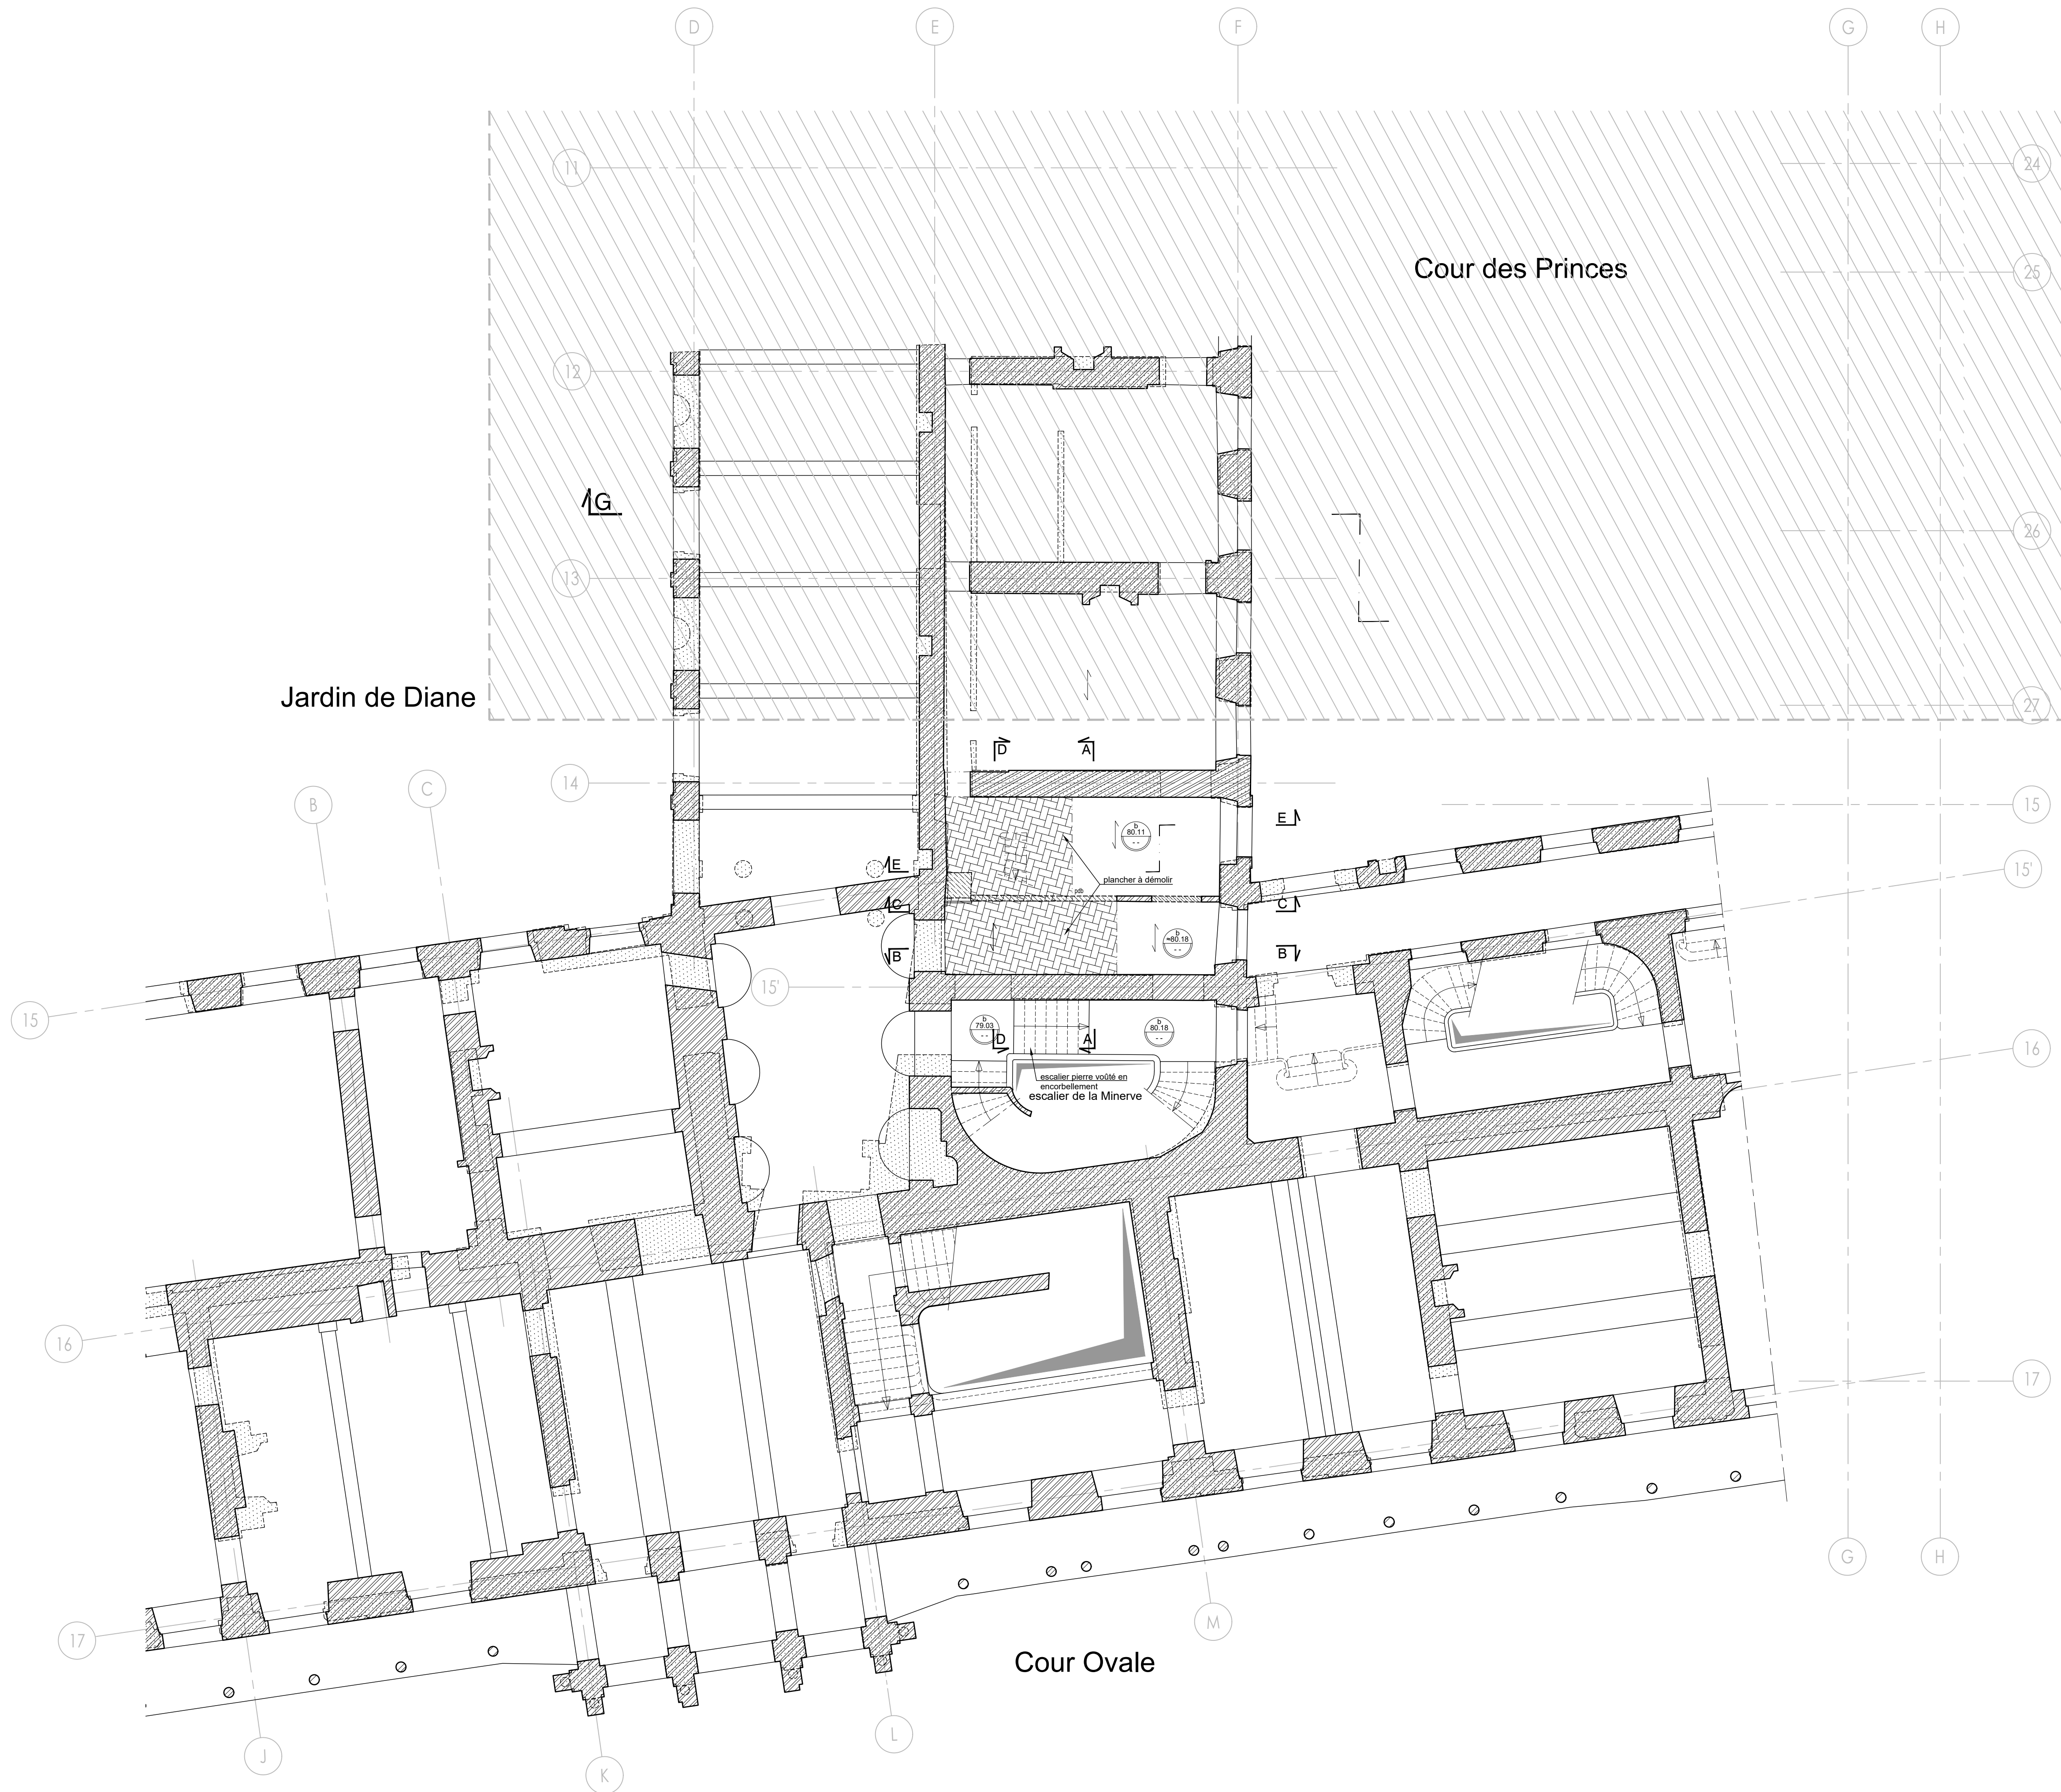 D
E
F
G
H
11
24
Cour des Princes
25
12
G
26
13
Jardin de Diane
27
D
A
14
C
B
15
E
b
80.11
- -
E
plancher à démolir
15'
pdb
C
C
b
≈80.18
- -
B
B
15'
15
b
79.03
- -
b
80.18
- -
D
A
16
escalier pierre voûté en
encorbellement
escalier de la Minerve
16
17
G
H
M
17
Cour Ovale
L
J
K